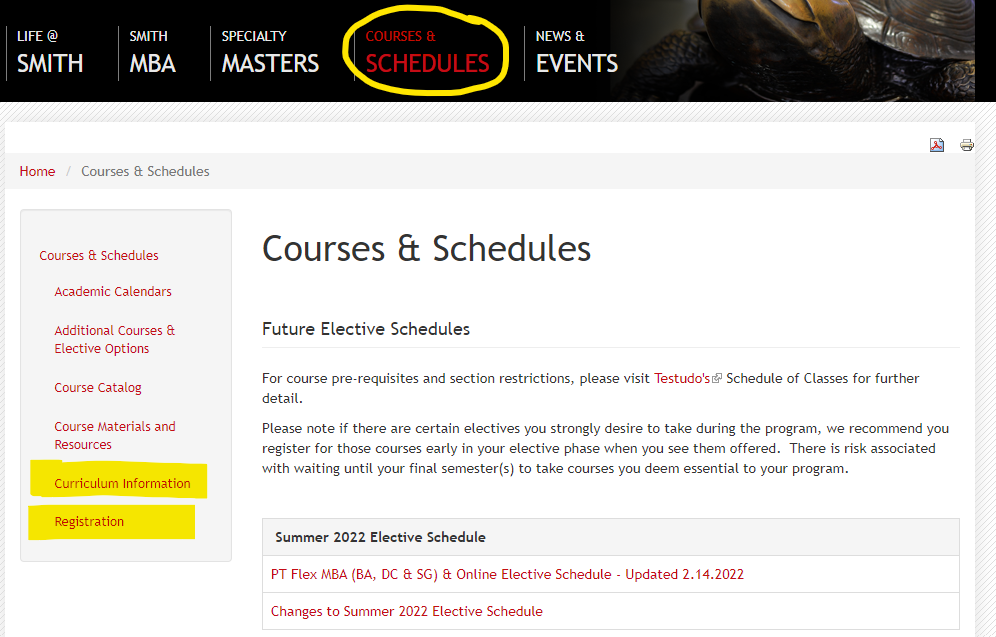 LIFE @
SMITH
SMITH
MBA
SPECIALTY
MASTERS
COURSES &
SCHEDULES
NEWS &
EVENTS
Home / Courses & Schedules
Courses & Schedules
Academic Calendars
Additional Courses &
Elective Options
Course Catalog
Course Materials and
Resources
Curriculum Information
Registration
Courses & Schedules
Future Elective Schedules
For course pre-requisites and section restrictions, please visit Testudo's Schedule of Classes for further
detail.
Please note if there are certain electives you strongly desire to take during the program, we recommend you
register for those courses early in your elective phase when you see them offered.  There is risk associated
with waiting until your final semester(s) to take courses you deem essential to your program.
Summer 2022 Elective Schedule
PT Flex MBA (BA, DC & SG) & Online Elective Schedule - Updated 2.14.2022
Changes to Summer 2022 Elective Schedule